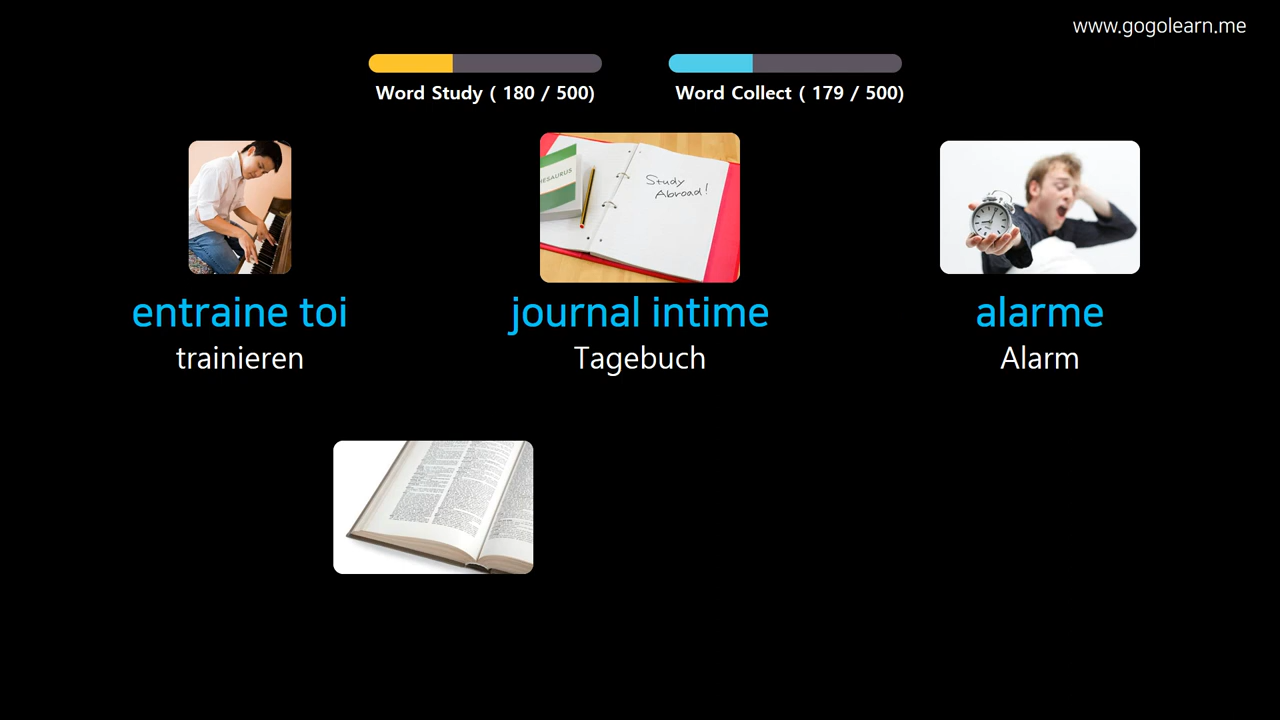 www.gogolearn.me
Word Study ( 180 / 500)
Word Collect ( 179 / 500)
Study
Abroad!
entraine toi
journal intime
alarme
trainieren
Tagebuch
Alarm